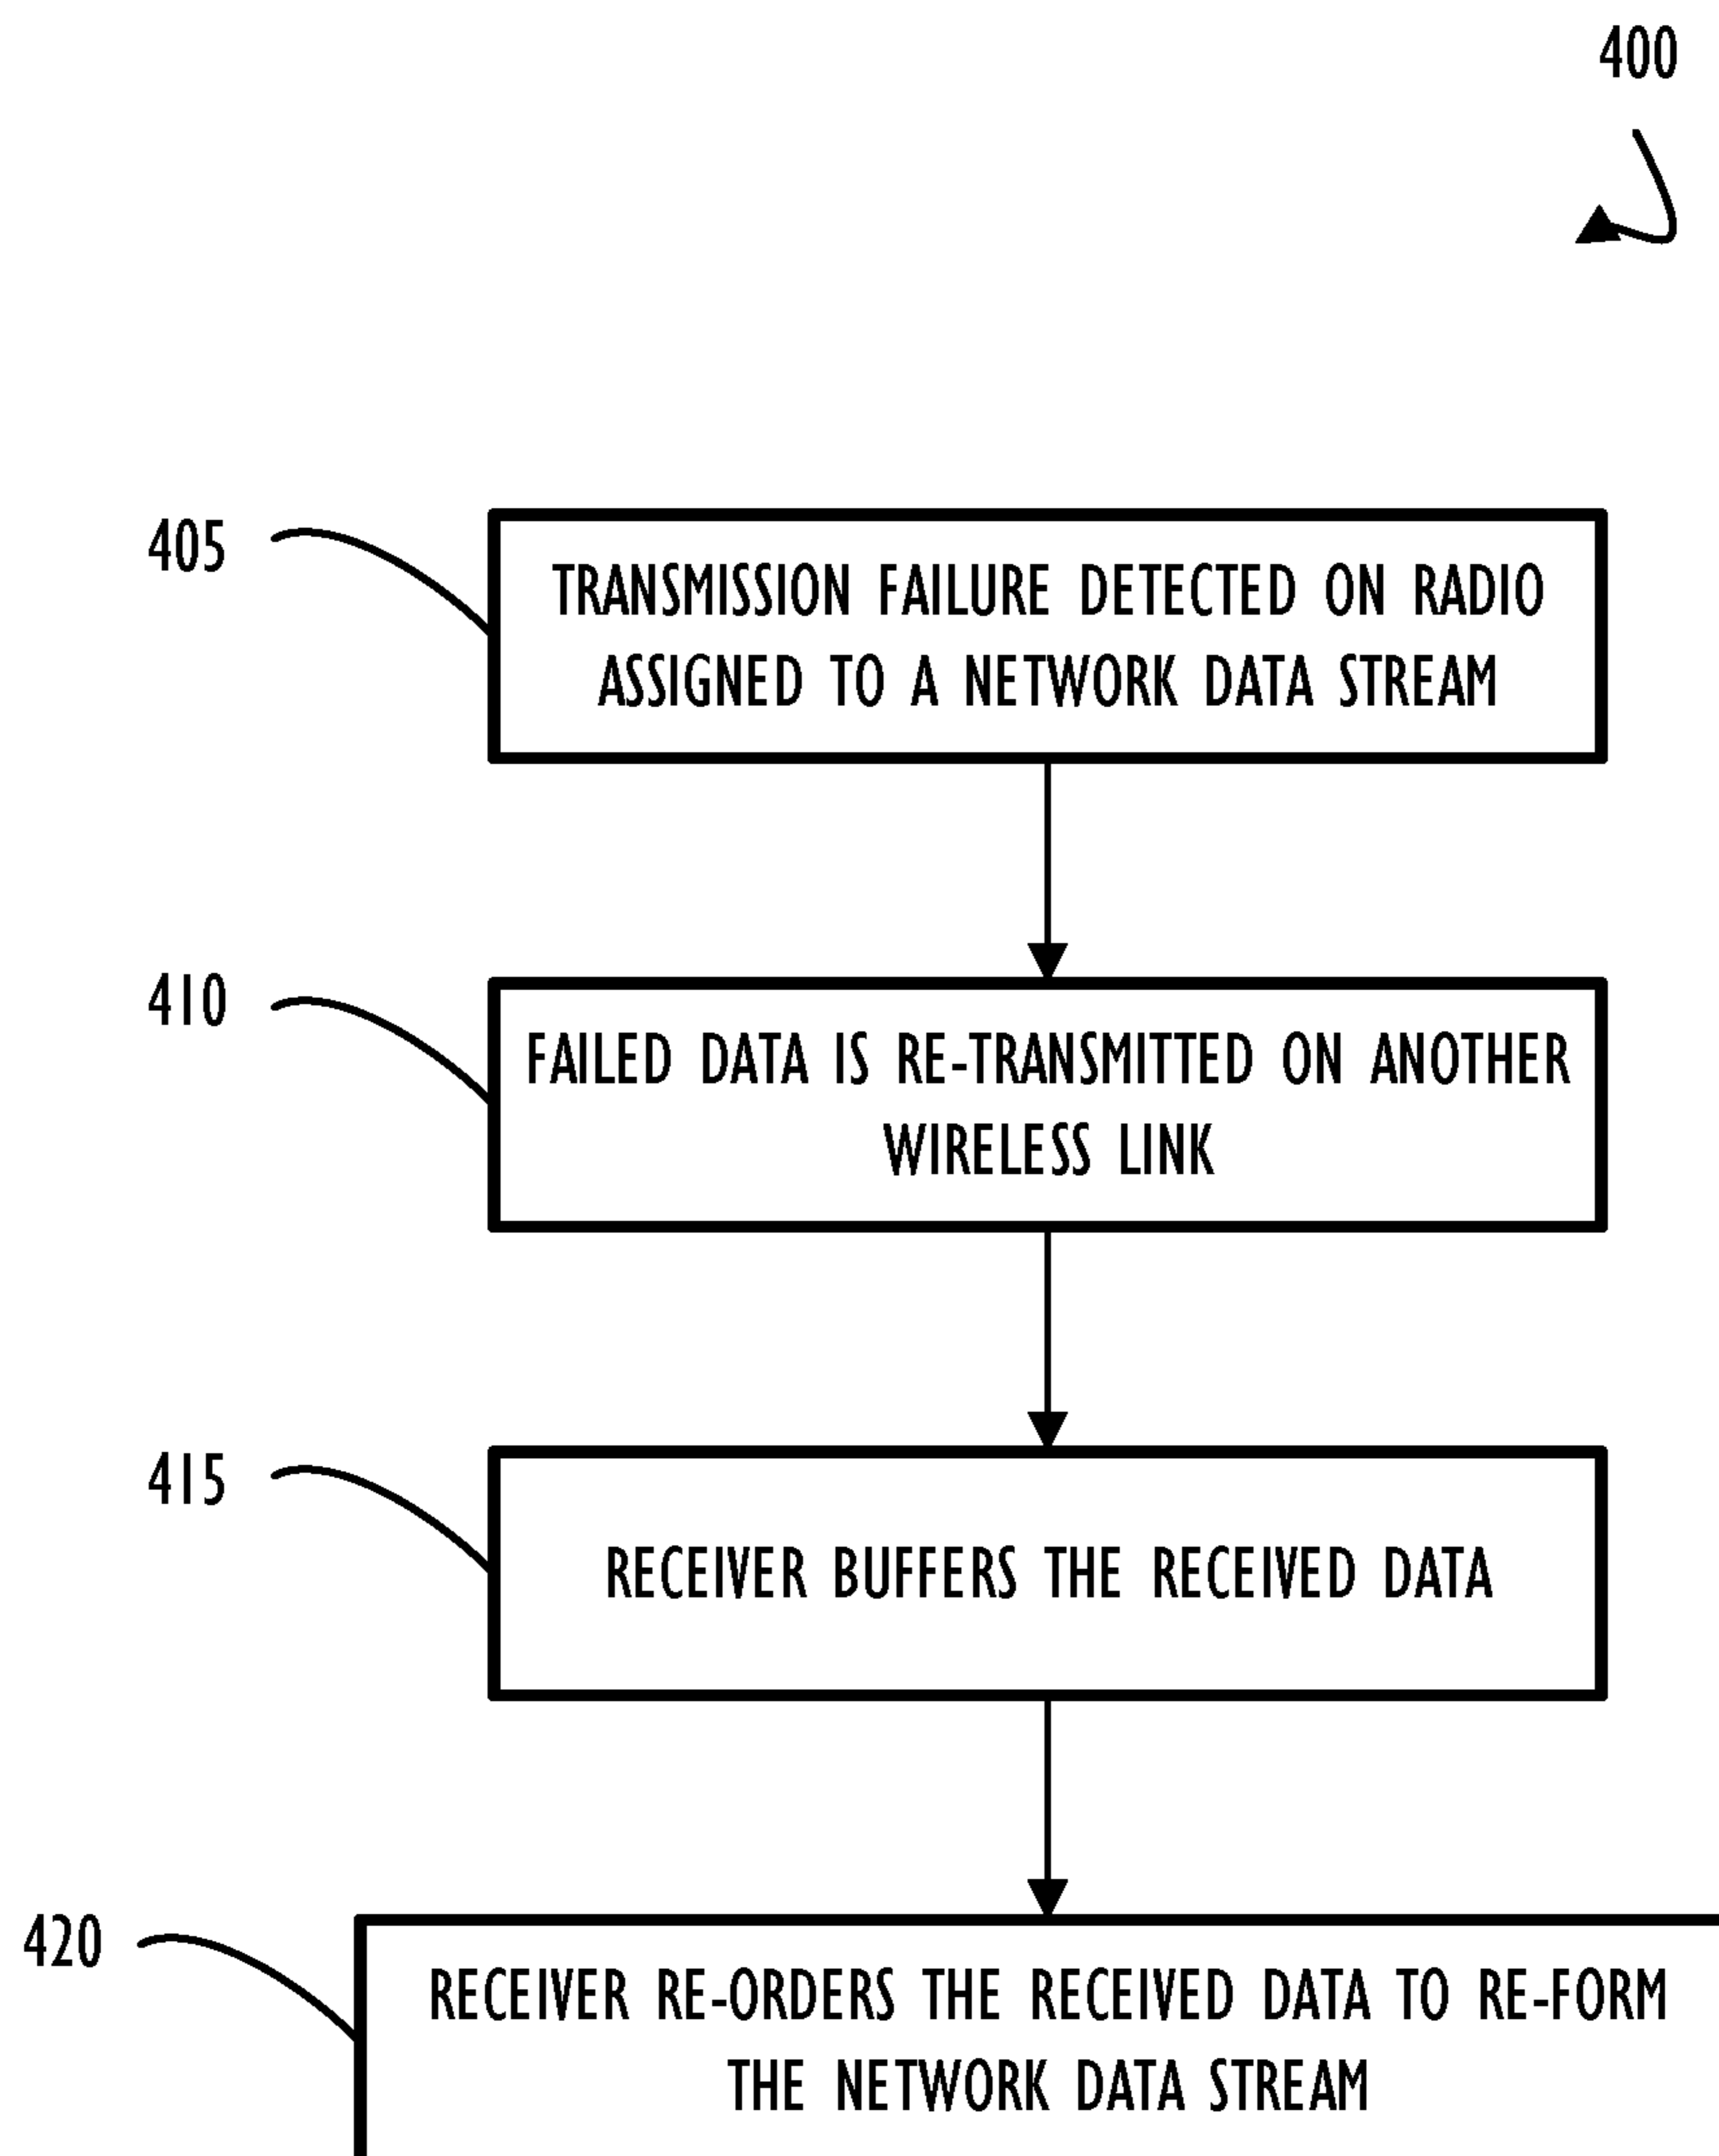 400
405
TRANSMISSION FAILURE DETECTED ON RADIO
ASSIGNED TO A NETWORK DATA STREAM
410
FAILED DATA IS RE-TRANSMITTED ON ANOTHER
WIRELESS LINK
415
RECEIVER BUFFERS THE RECEIVED DATA
420
RECEIVER RE-ORDERS THE RECEIVED DATA TO RE-FORM
THE NETWORK DATA STREAM